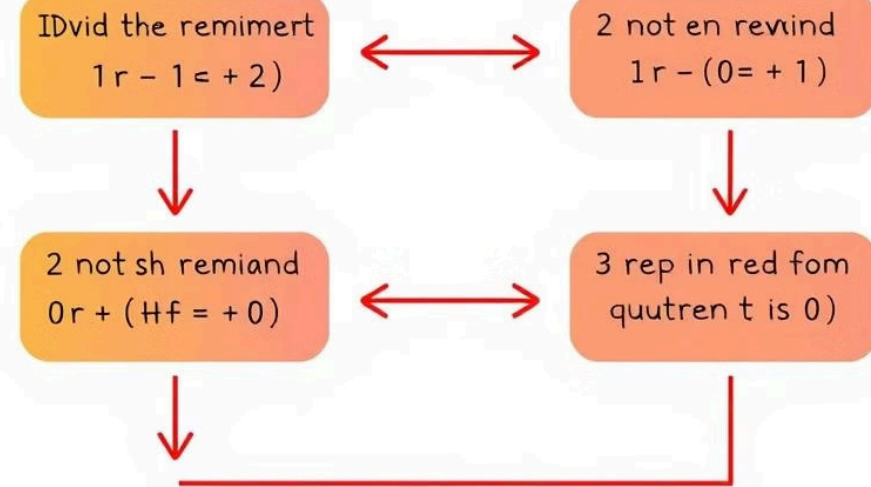 IDvid the remimert
1r - 1c + 2)
2 not en revind
1r - (0= + 1)
2 not sh remiand
0r + (Hf = + 0)
3 rep in red fom
quutren t is 0)